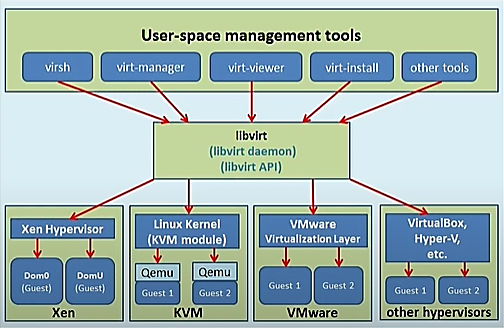 User-space management tools
virsh
virt-manager
virt-viewer
virt-install
other tools
libvirt
(libvirt daemon)
(libvirt API)
Xen Hypervisor
Dom0
(Guest)
DomU
(Guest)
Xen
Linux Kernel
(KVM module)
Qemu
Qemu
Guest 1
Guest 2
KVM
VMware
Virtualization Layer
Guest 1
Guest 2
VMware
VirtualBox,
Hyper-V,
etc.
Guest 1
Guest 2
other hypervisors